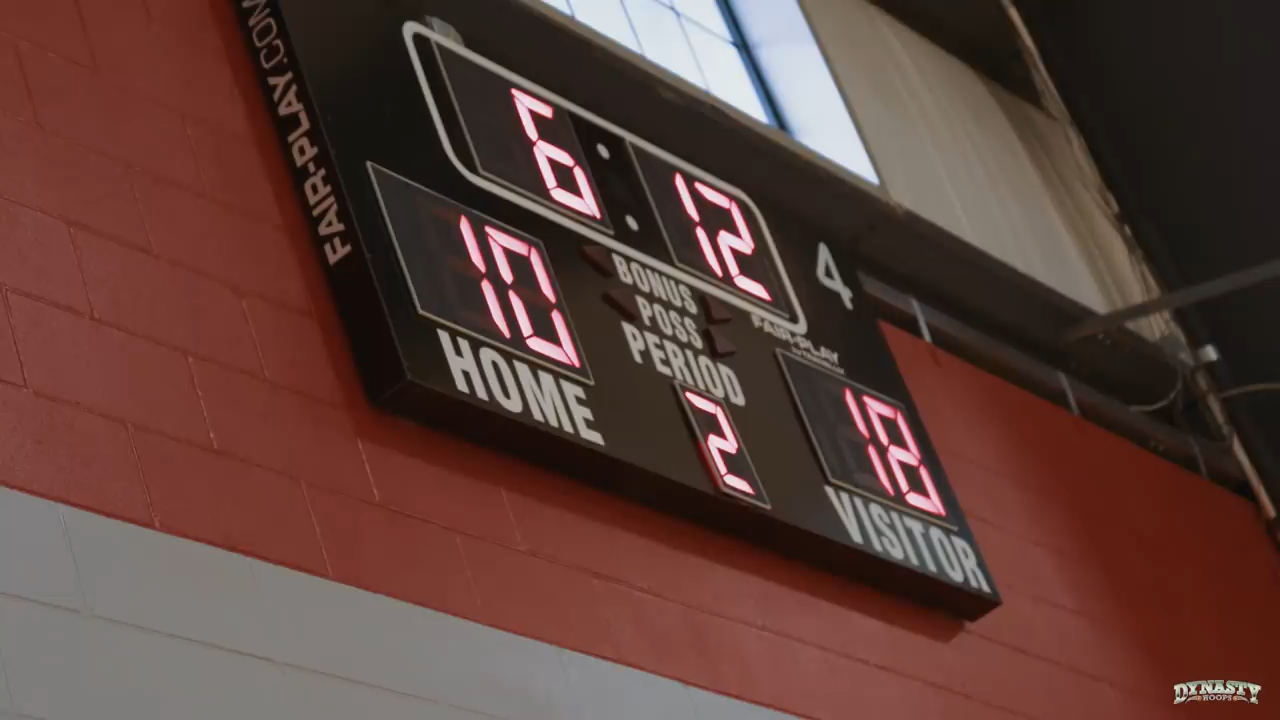 FAIR-PLAY.COM
6:12
4
10
BONUS
POSS
PERIOD
FAIR-PLAY
HOME
2
18
VISITOR
DYNASTY
HOOPS